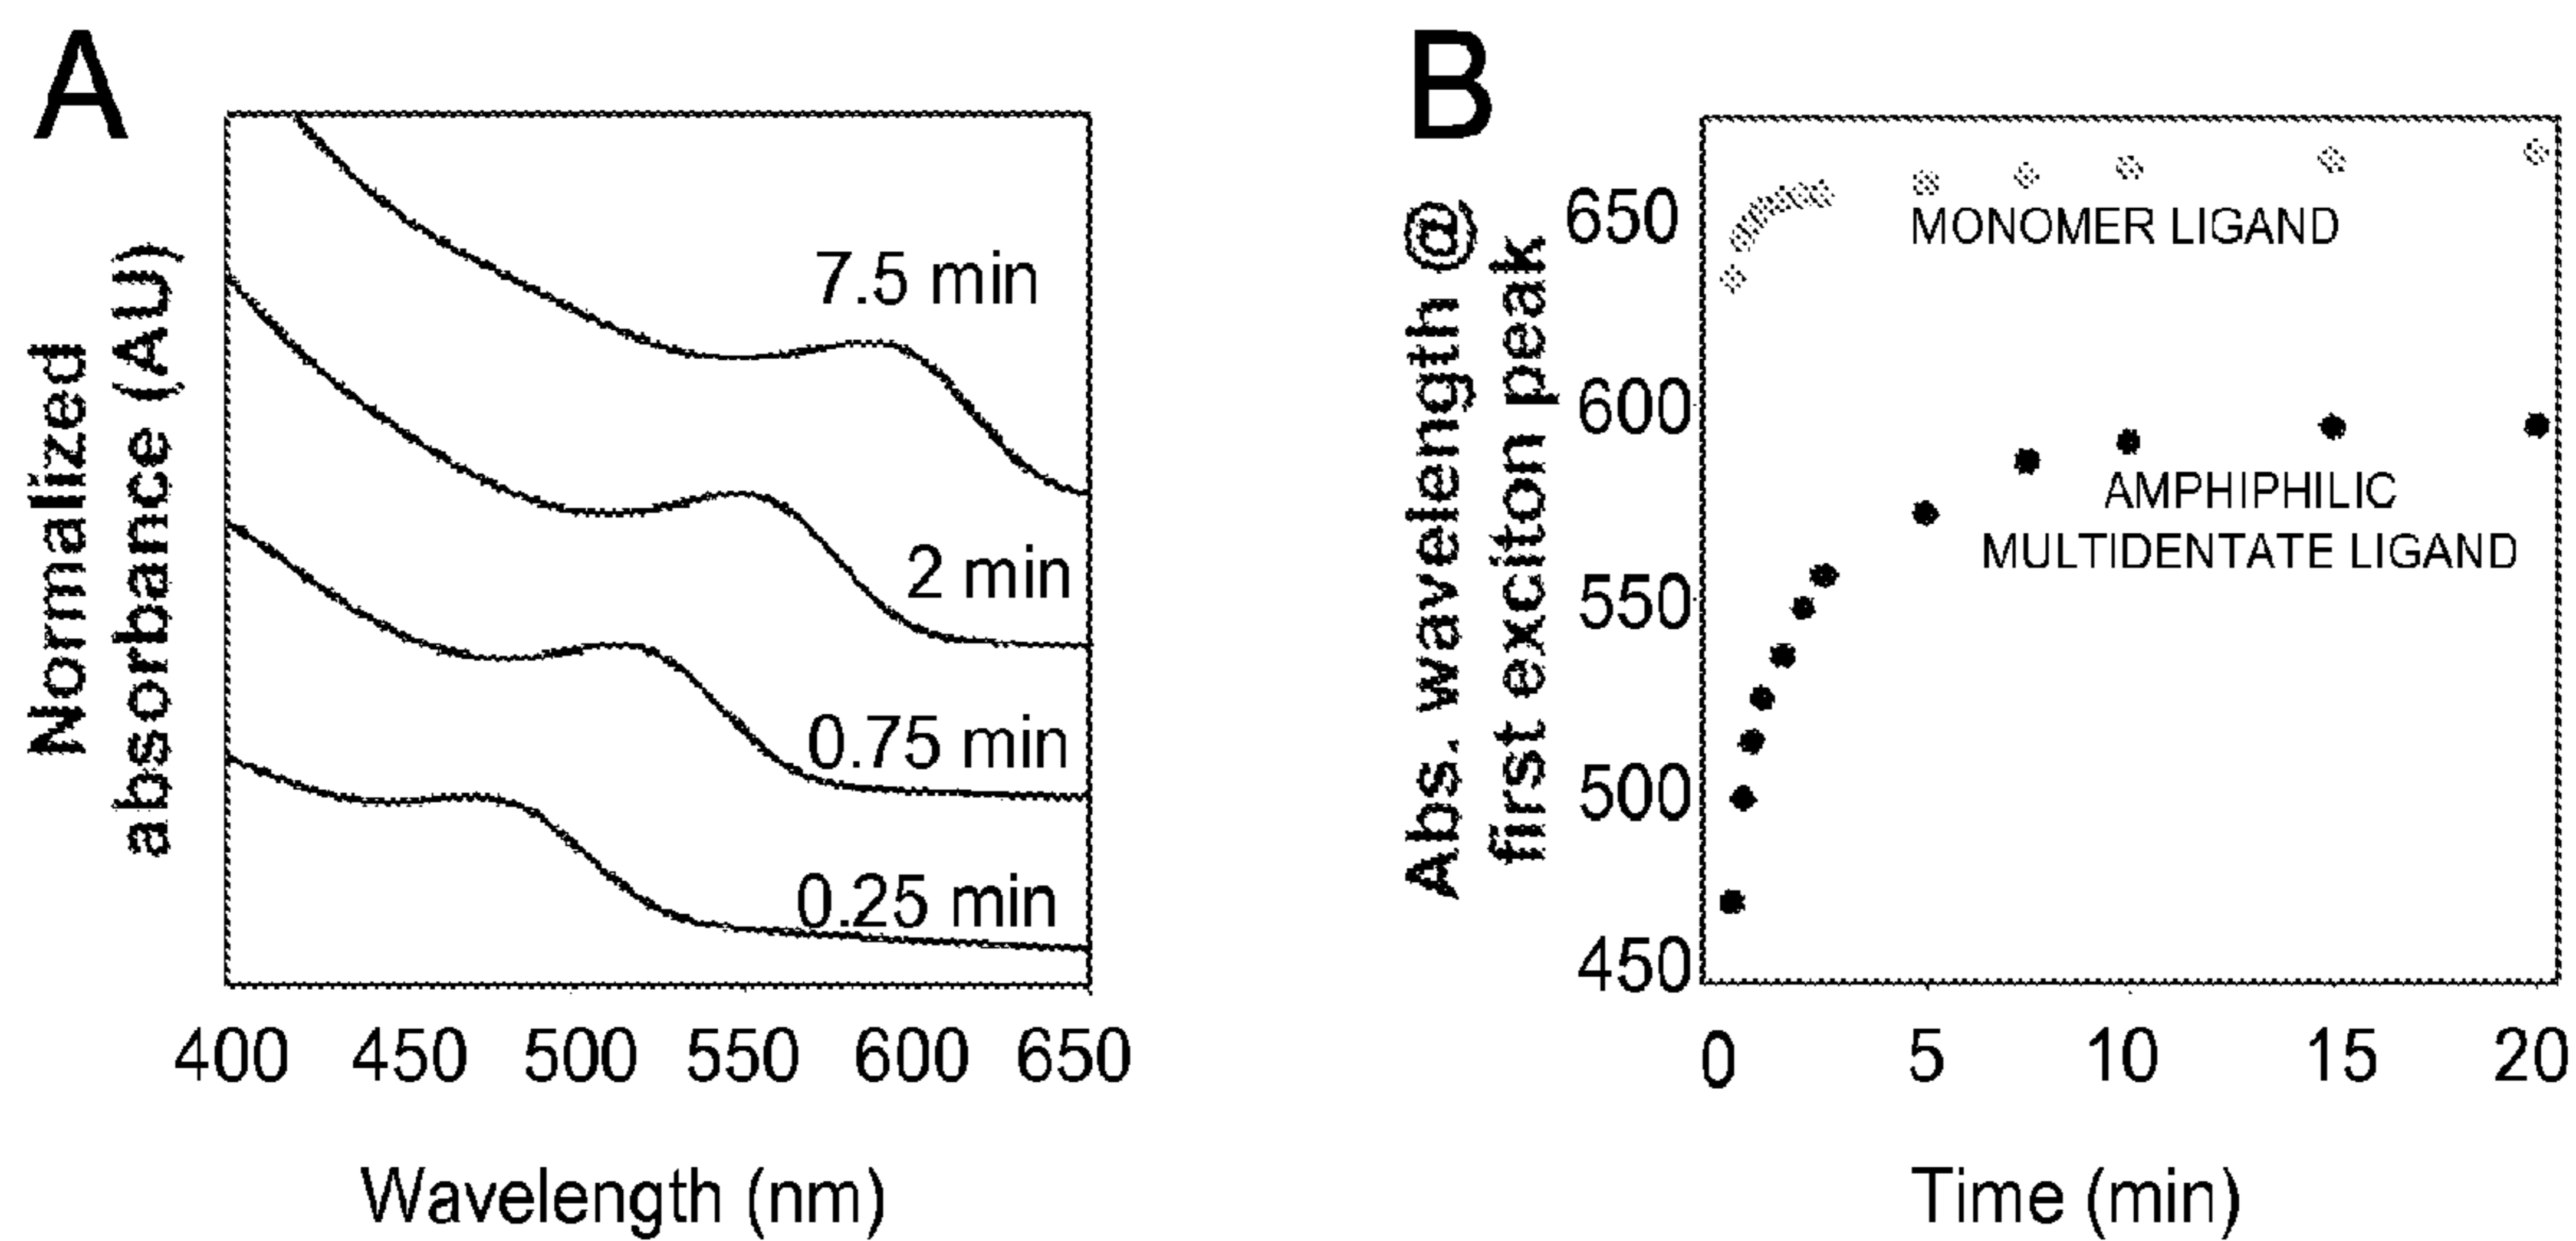 A
Normalized
absorbance (AU)
7.5 min
2 min
0.75 min
0.25 min
400 450 500 550 600 650
Wavelength (nm)
B
Abs. wavelength @
first exciton peak
650
600
550
500
450
MONOMER LIGAND
AMPHIPHILIC
MULTIDENTATE LIGAND
0 5 10 15 20
Time (min)